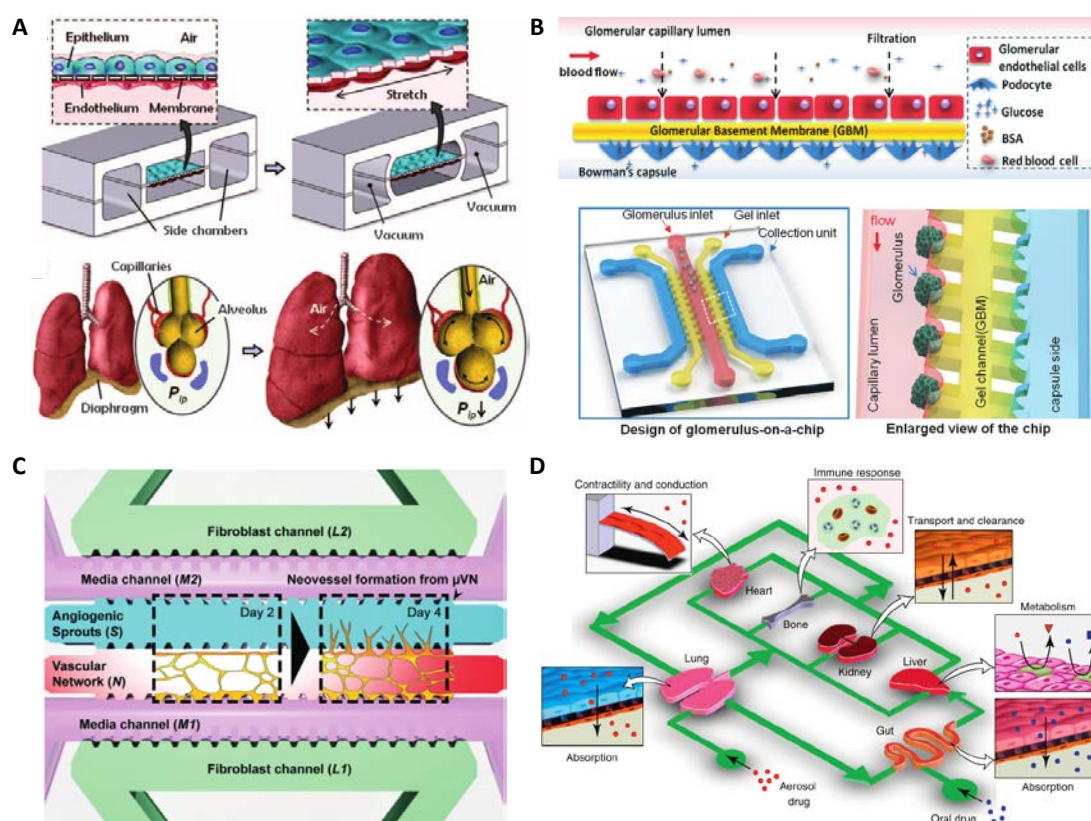 A
Epithelium
Air
Endothelium
Membrane
Stretch
Side chambers
Vacuum
Vacuum
Capillaries
Alveolus
Diaphragm
Pip
Air
Air
Pip↓
B
Glomerular capillary lumen
blood flow
Filtration
Glomerular Basement Membrane (GBM)
Bowman's capsule
Glomerular
endothelial cells
Podocyte
Glucose
BSA
Red blood cell
Glomerulus inlet
Gel inlet
Collection unit
Design of glomerulus-on-a-chip
flow
Glomerulus
Capillary lumen
Gel channel(GBM)
capsule side
Enlarged view of the chip
C
Fibroblast channel (L2)
Media channel (M2)
Neovessel formation from μVN
Angiogenic
Sprouts (S)
Day 2
Day 4
Vascular
Network (N)
Media channel (M1)
Fibroblast channel (L1)
D
Contractility and conduction
Immune response
Transport and clearance
Heart
Bone
Metabolism
Lung
Kidney
Liver
Gut
Absorption
Aerosol
drug
Absorption
Oral drug